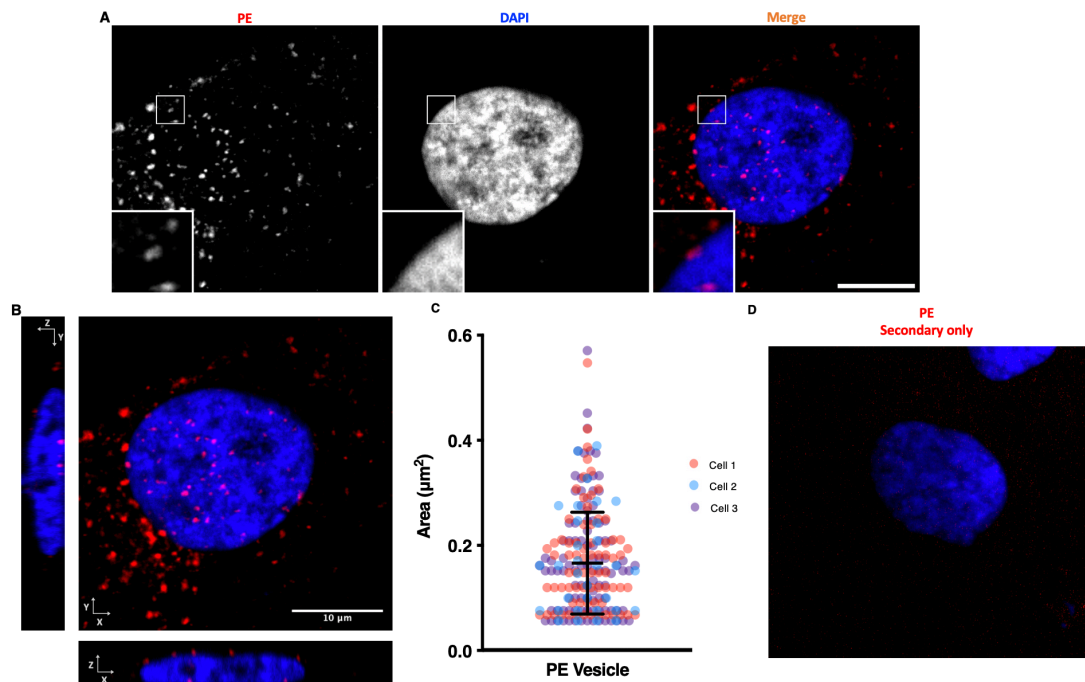 A
PE
DAPI
Merge
B
Z
Y
Y
X
10 µm
Z
X
C
0.6
0.4
0.2
0.0
Area (µm²)
PE Vesicle
Cell 1
Cell 2
Cell 3
D
PE
Secondary only